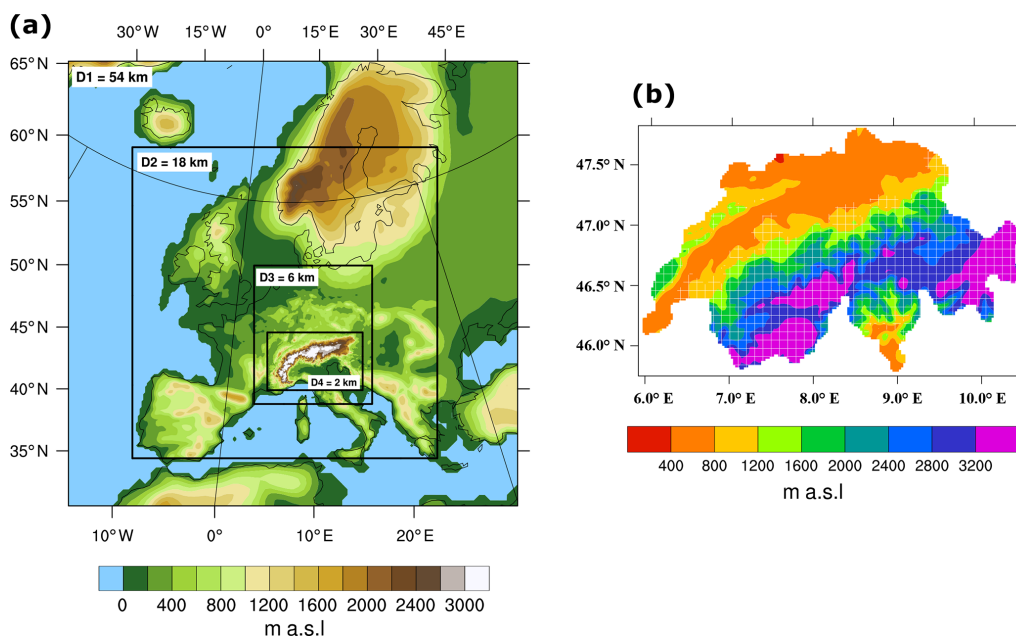 (a)
30°W 15°W 0° 15°E 30°E 45°E
65°N
D1 = 54 km
60°N
D2 = 18 km
55°N
50°N
D3 = 6 km
45°N
40°N
D4 = 2 km
35°N
10°W 0° 10°E 20°E
0 400 800 1200 1600 2000 2400 3000
m a.s.l
(b)
47.5° N
47.0° N
46.5° N
46.0° N
6.0°E 7.0°E 8.0°E 9.0°E 10.0°E
400 800 1200 1600 2000 2400 2800 3200
m a.s.l